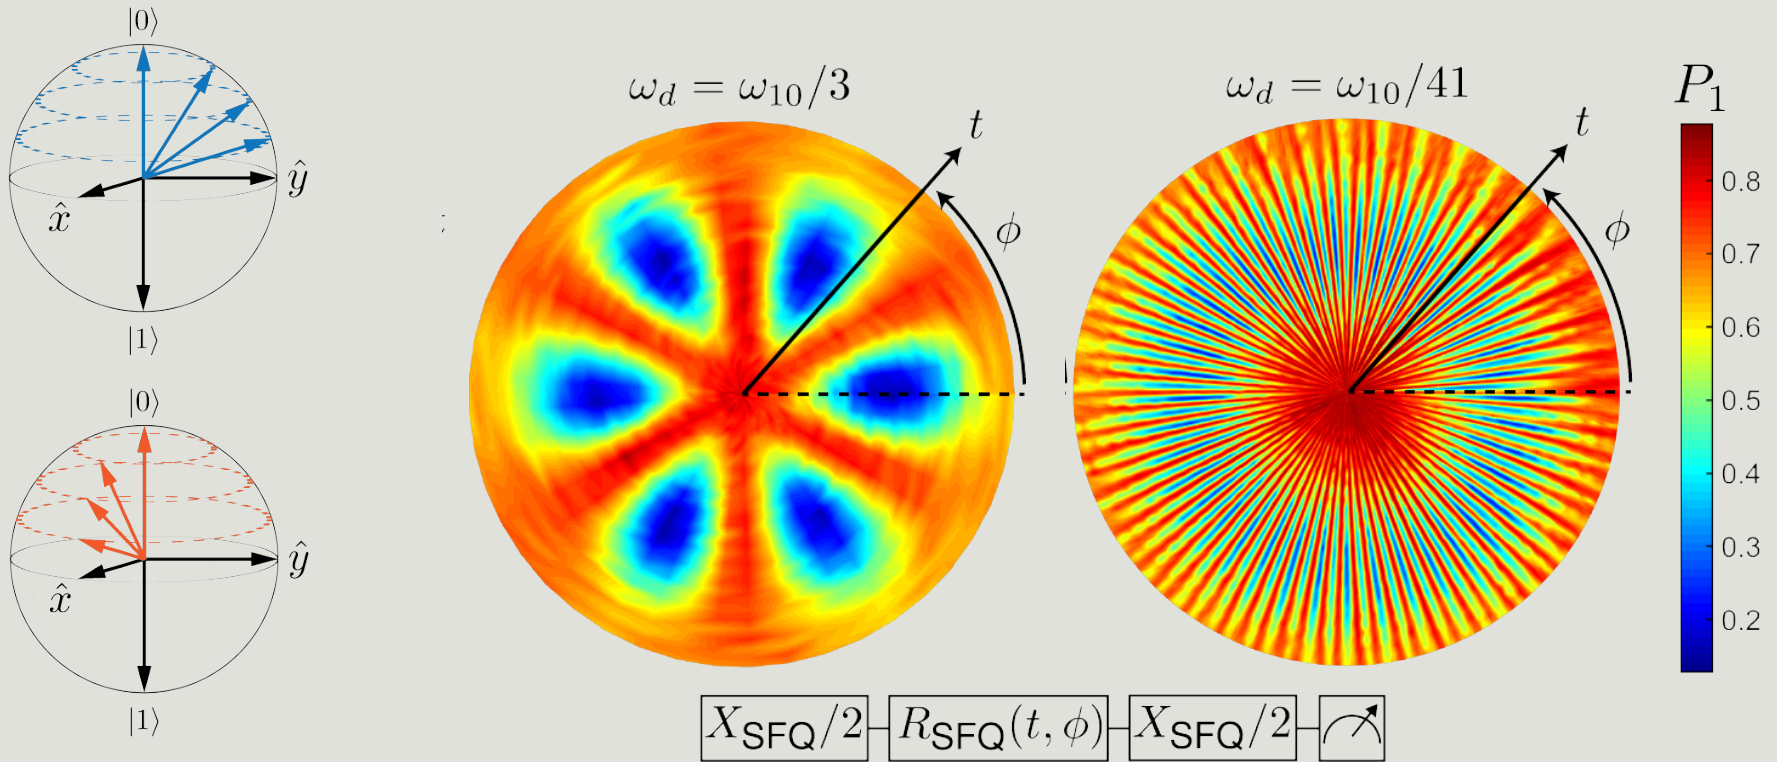 |0⟩
ŷ
x̂
|1⟩
|0⟩
ŷ
x̂
|1⟩
ω_d = ω_10/3
t
ϕ
ω_d = ω_10/41
t
ϕ
P_1
0.8
0.7
0.6
0.5
0.4
0.3
0.2
X_SFQ/2
R_SFQ(t, ϕ)
X_SFQ/2